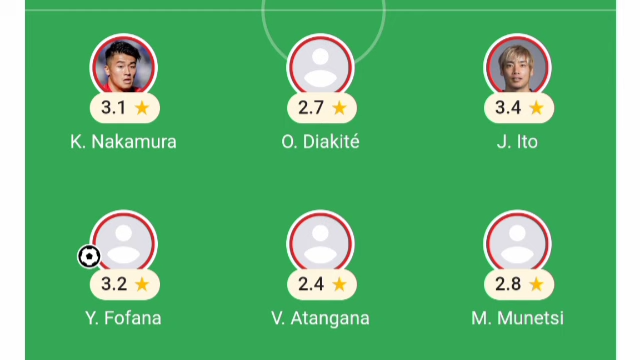 3.1 ★ 2.7 ★ 3.4 ★
K. Nakamura O. Diakité J. Ito
3.2 ★ 2.4 ★ 2.8 ★
Y. Fofana V. Atangana M. Munetsi